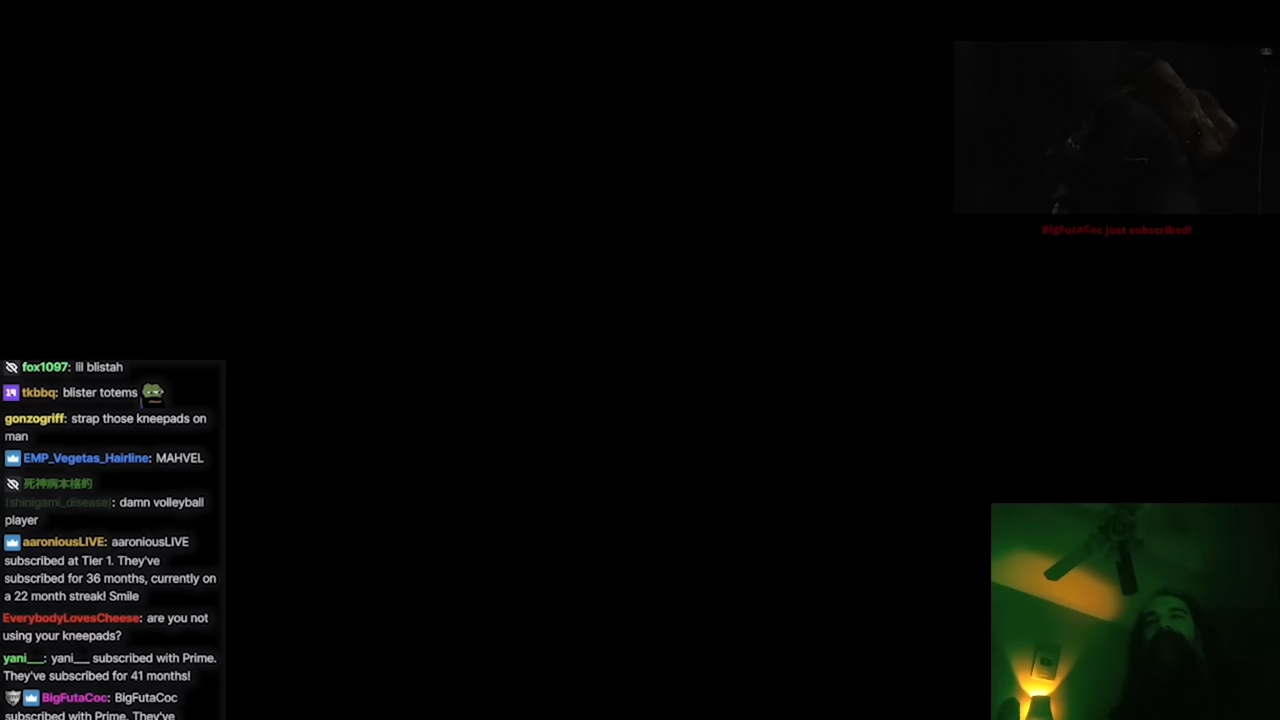 BigFutaCoc just subscribed!
fox1097: lil blistah
19 tkbbq: blister totems
gonzogriff: strap those kneepads on
man
EMP_Vegetas_Hairline: MAHVEL
死神病本格的
(shinigami_disease): damn volleyball
player
aaroniousLIVE: aaroniousLIVE
subscribed at Tier 1. They've
subscribed for 36 months, currently on
a 22 month streak! Smile
EverybodyLovesCheese: are you not
using your kneepads?
yani__: yani__ subscribed with Prime.
They've subscribed for 41 months!
BigFutaCoc: BigFutaCoc
subscribed with Prime. They've